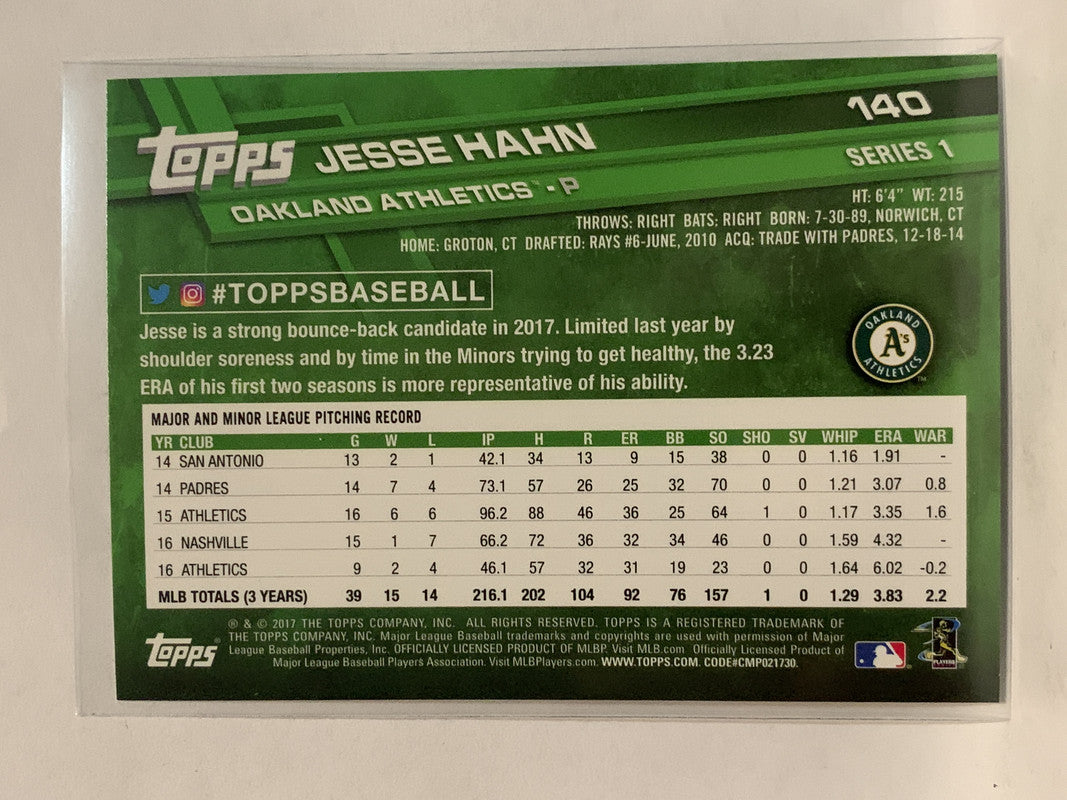 140
TOPPS JESSE HAHN
SERIES 1
OAKLAND ATHLETICS™ - P
HT: 6'4" WT: 215
THROWS: RIGHT BATS: RIGHT BORN: 7-30-89, NORWICH, CT
HOME: GROTON, CT DRAFTED: RAYS #6-JUNE, 2010 ACQ: TRADE WITH PADRES, 12-18-14
#TOPPSBASEBALL
Jesse is a strong bounce-back candidate in 2017. Limited last year by
shoulder soreness and by time in the Minors trying to get healthy, the 3.23
ERA of his first two seasons is more representative of his ability.
OAKLAND
A's
ATHLETICS
TM
MAJOR AND MINOR LEAGUE PITCHING RECORD
YR CLUB G W L IP H R ER BB SO SHO SV WHIP ERA WAR
14 SAN ANTONIO 13 2 1 42.1 34 13 9 15 38 0 0 1.16 1.91 -
14 PADRES 14 7 4 73.1 57 26 25 32 70 0 0 1.21 3.07 0.8
15 ATHLETICS 16 6 6 96.2 88 46 36 25 64 1 0 1.17 3.35 1.6
16 NASHVILLE 15 1 7 66.2 72 36 32 34 46 0 0 1.59 4.32 -
16 ATHLETICS 9 2 4 46.1 57 32 31 19 23 0 0 1.64 6.02 -0.2
MLB TOTALS (3 YEARS) 39 15 14 216.1 202 104 92 76 157 1 0 1.29 3.83 2.2
® & © 2017 THE TOPPS COMPANY, INC. ALL RIGHTS RESERVED. TOPPS IS A REGISTERED TRADEMARK OF
THE TOPPS COMPANY, INC. Major League Baseball trademarks and copyrights are used with permission of Major
League Baseball Properties, Inc. OFFICIALLY LICENSED PRODUCT OF MLBP. Visit MLB.com Officially Licensed Product of
Major League Baseball Players Association. Visit MLBPlayers.com. WWW.TOPPS.COM. CODE#CMP021730.
TOPPS®
PLAYERS